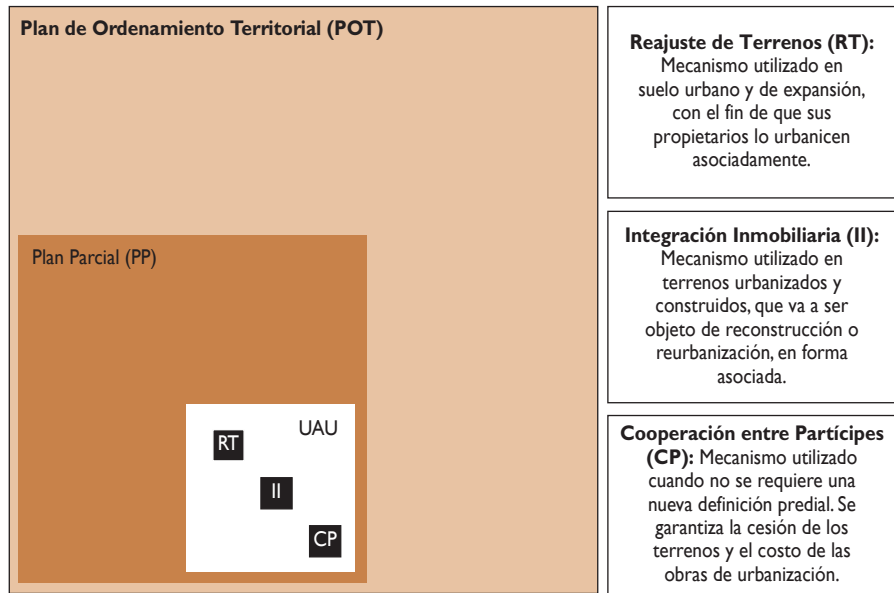 Plan de Ordenamiento Territorial (POT)
Plan Parcial (PP)
UAU
RT
II
CP
Reajuste de Terrenos (RT):
Mecanismo utilizado en
suelo urbano y de expansión,
con el fin de que sus
propietarios lo urbanicen
asociadamente.
Integración Inmobiliaria (II):
Mecanismo utilizado en
terrenos urbanizados y
construidos, que va a ser
objeto de reconstrucción o
reurbanización, en forma
asociada.
Cooperación entre Partícipes
(CP): Mecanismo utilizado
cuando no se requiere una
nueva definición predial. Se
garantiza la cesión de los
terrenos y el costo de las
obras de urbanización.